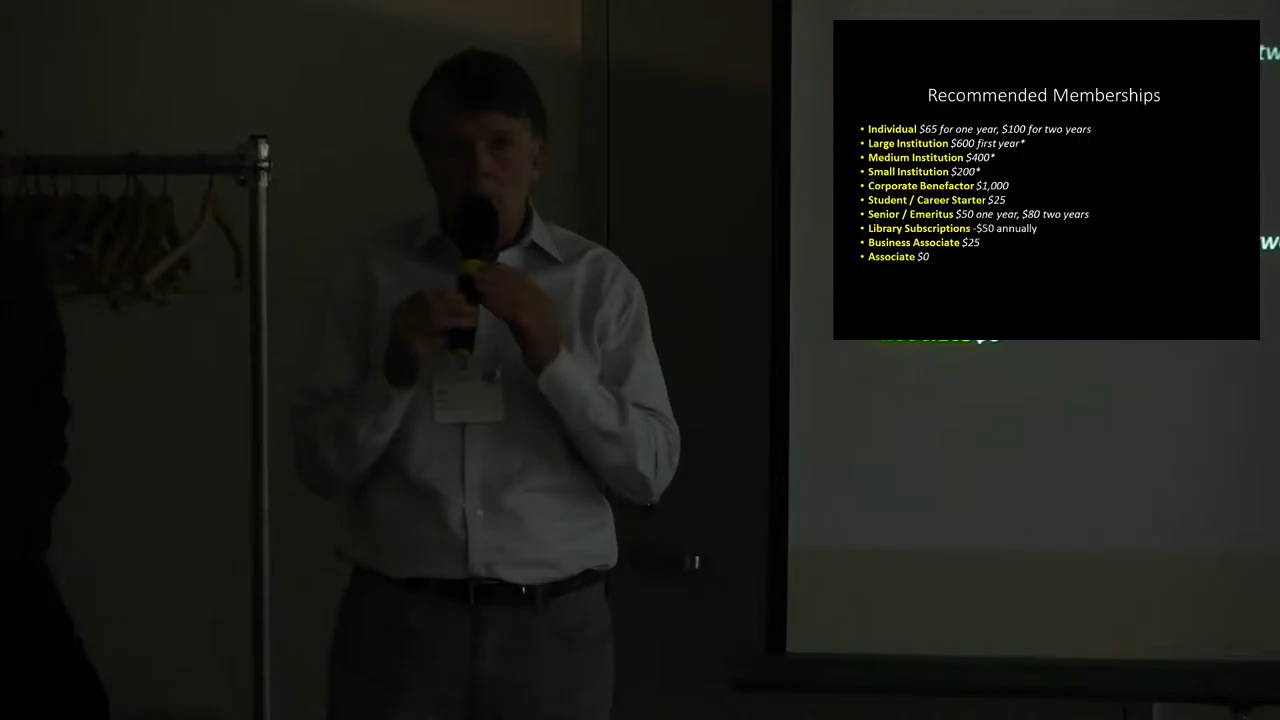 Recommended Memberships
• Individual $65 for one year, $100 for two years
• Large Institution $600 first year*
• Medium Institution $400*
• Small Institution $200*
• Corporate Benefactor $1,000
• Student / Career Starter $25
• Senior / Emeritus $50 one year, $80 two years
• Library Subscriptions -$50 annually
• Business Associate $25
• Associate $0